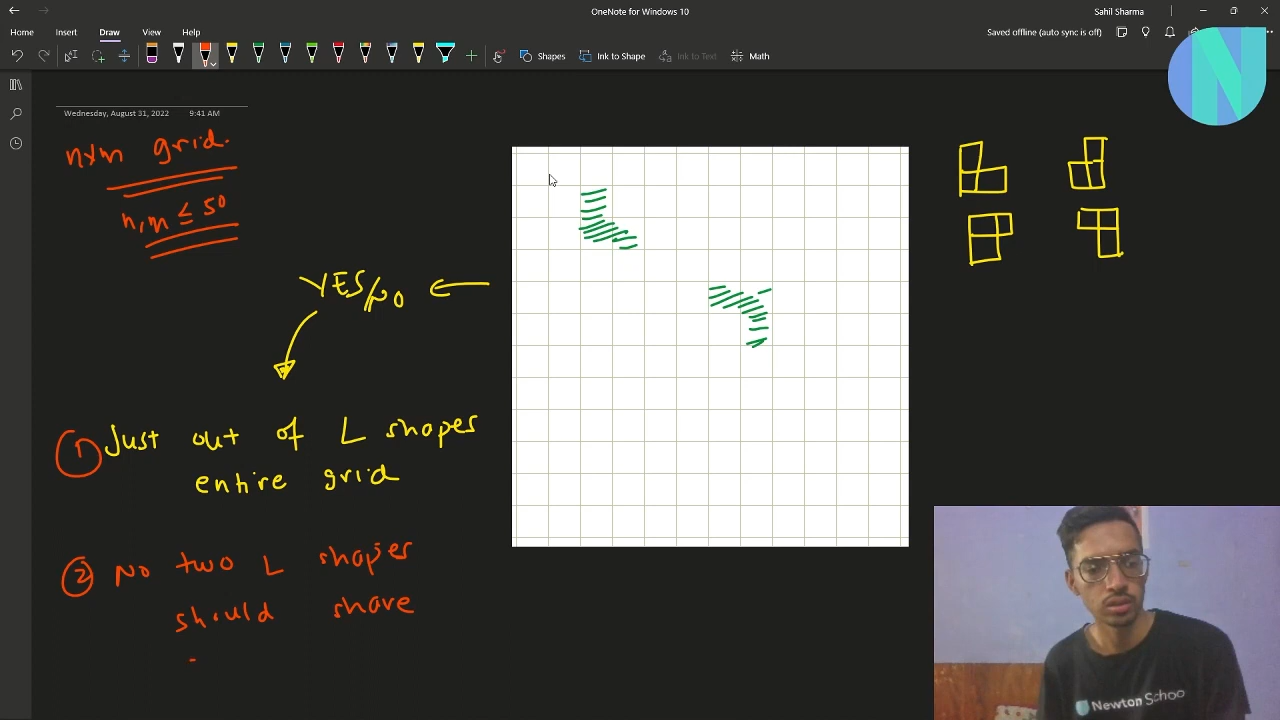 OneNote for Windows 10
Sahil Sharma
Home Insert Draw View Help
Saved offline (auto sync is off)
Shapes Ink to Shape Ink to Text Math
Wednesday, August 31, 2022 9:41 AM
nxm grid.
n,m ≤ 50
YES/NO
① Just out of L shapes
entire grid
② No two L shapes
should share
Newton Schoo